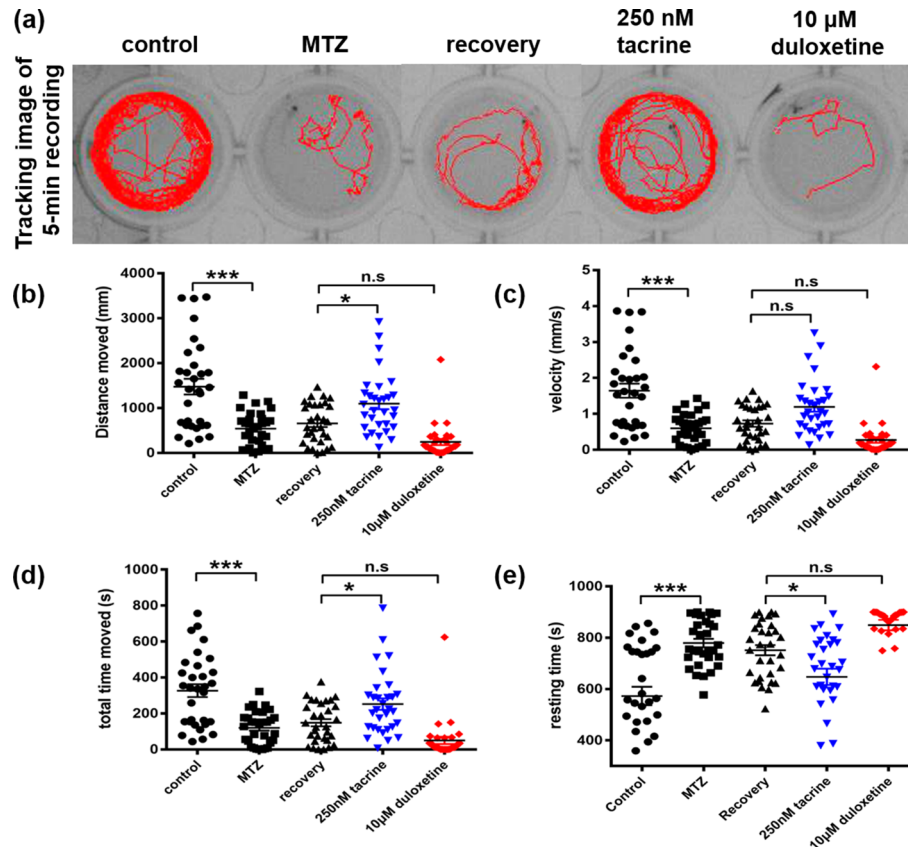 (a)
control
MTZ
recovery
250 nM
tacrine
10 µM
duloxetine
Tracking image of
5-min recording
(b)
Distance moved (mm)
4000
3000
2000
1000
0
***
n.s
*
control
MTZ
recovery
250nM tacrine
10µM duloxetine
(c)
velocity (mm/s)
5
4
3
2
1
0
***
n.s
n.s
control
MTZ
recovery
250nM tacrine
10µM duloxetine
(d)
total time moved (s)
1000
800
600
400
200
0
***
n.s
*
control
MTZ
recovery
250nM tacrine
10µM duloxetine
(e)
resting time (s)
1000
800
600
400
***
n.s
*
Control
MTZ
Recovery
250nM tacrine
10µM duloxetine